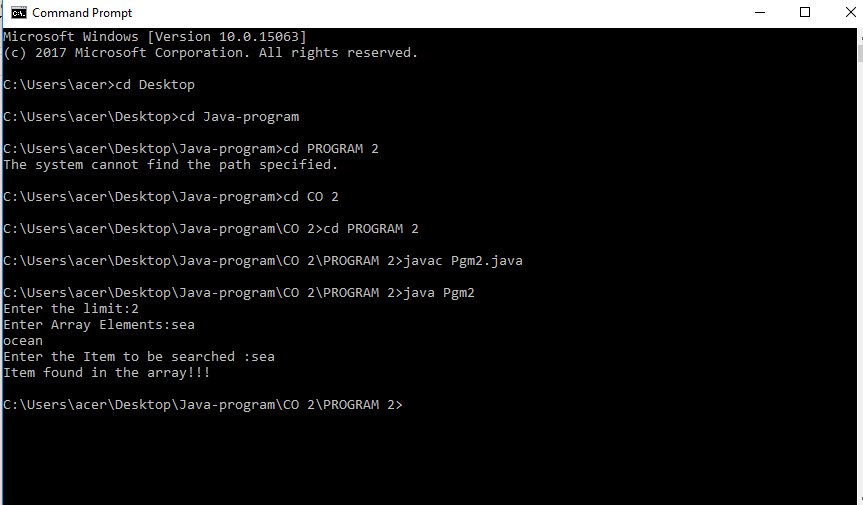 Command Prompt
Microsoft Windows [Version 10.0.15063]
(c) 2017 Microsoft Corporation. All rights reserved.
C:\Users\acer>cd Desktop
C:\Users\acer\Desktop>cd Java-program
C:\Users\acer\Desktop\Java-program>cd PROGRAM 2
The system cannot find the path specified.
C:\Users\acer\Desktop\Java-program>cd CO 2
C:\Users\acer\Desktop\Java-program\CO 2>cd PROGRAM 2
C:\Users\acer\Desktop\Java-program\CO 2\PROGRAM 2>javac Pgm2.java
C:\Users\acer\Desktop\Java-program\CO 2\PROGRAM 2>java Pgm2
Enter the limit:2
Enter Array Elements:sea
ocean
Enter the Item to be searched :sea
Item found in the array!!!
C:\Users\acer\Desktop\Java-program\CO 2\PROGRAM 2>